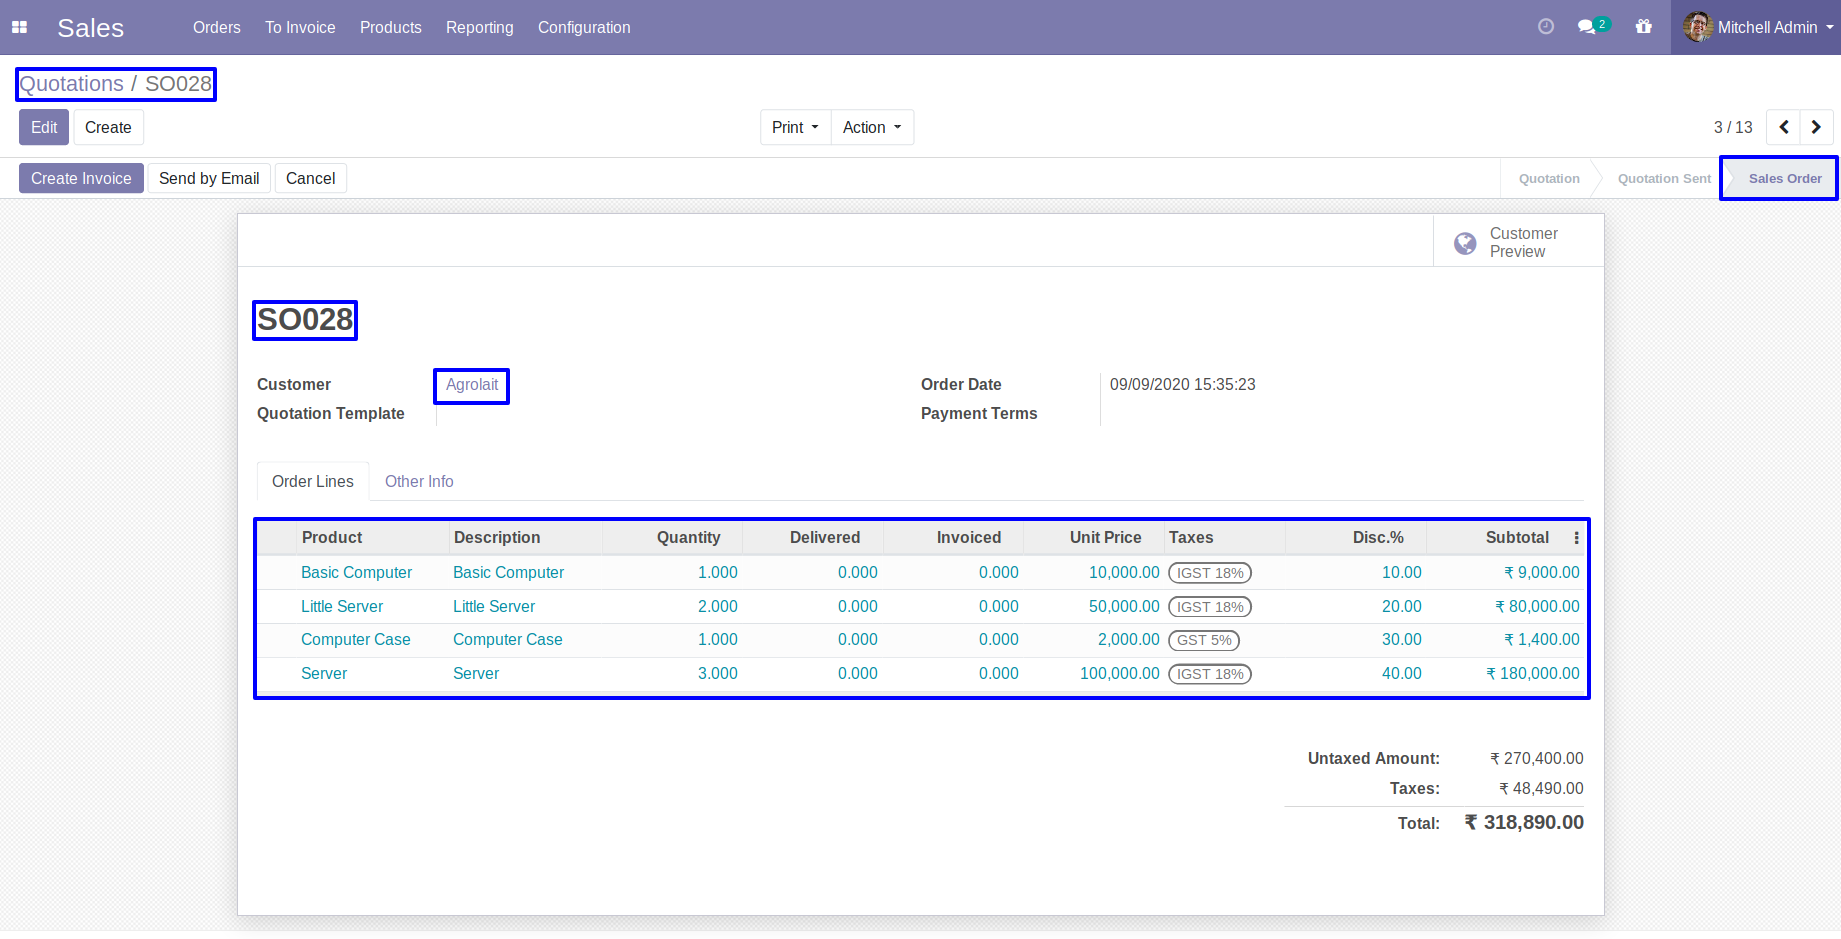 Sales Orders To Invoice Products Reporting Configuration 2 Mitchell Admin
Quotations / SO028
Edit Create Print Action 3 / 13
Create Invoice Send by Email Cancel Quotation Quotation Sent Sales Order
Customer
Preview
SO028
Customer Agrolait Order Date 09/09/2020 15:35:23
Quotation Template Payment Terms
Order Lines Other Info
Product Description Quantity Delivered Invoiced Unit Price Taxes Disc.% Subtotal
Basic Computer Basic Computer 1.000 0.000 0.000 10,000.00 IGST 18% 10.00 ₹ 9,000.00
Little Server Little Server 2.000 0.000 0.000 50,000.00 IGST 18% 20.00 ₹ 80,000.00
Computer Case Computer Case 1.000 0.000 0.000 2,000.00 GST 5% 30.00 ₹ 1,400.00
Server Server 3.000 0.000 0.000 100,000.00 IGST 18% 40.00 ₹ 180,000.00
Untaxed Amount: ₹ 270,400.00
Taxes: ₹ 48,490.00
Total: ₹ 318,890.00